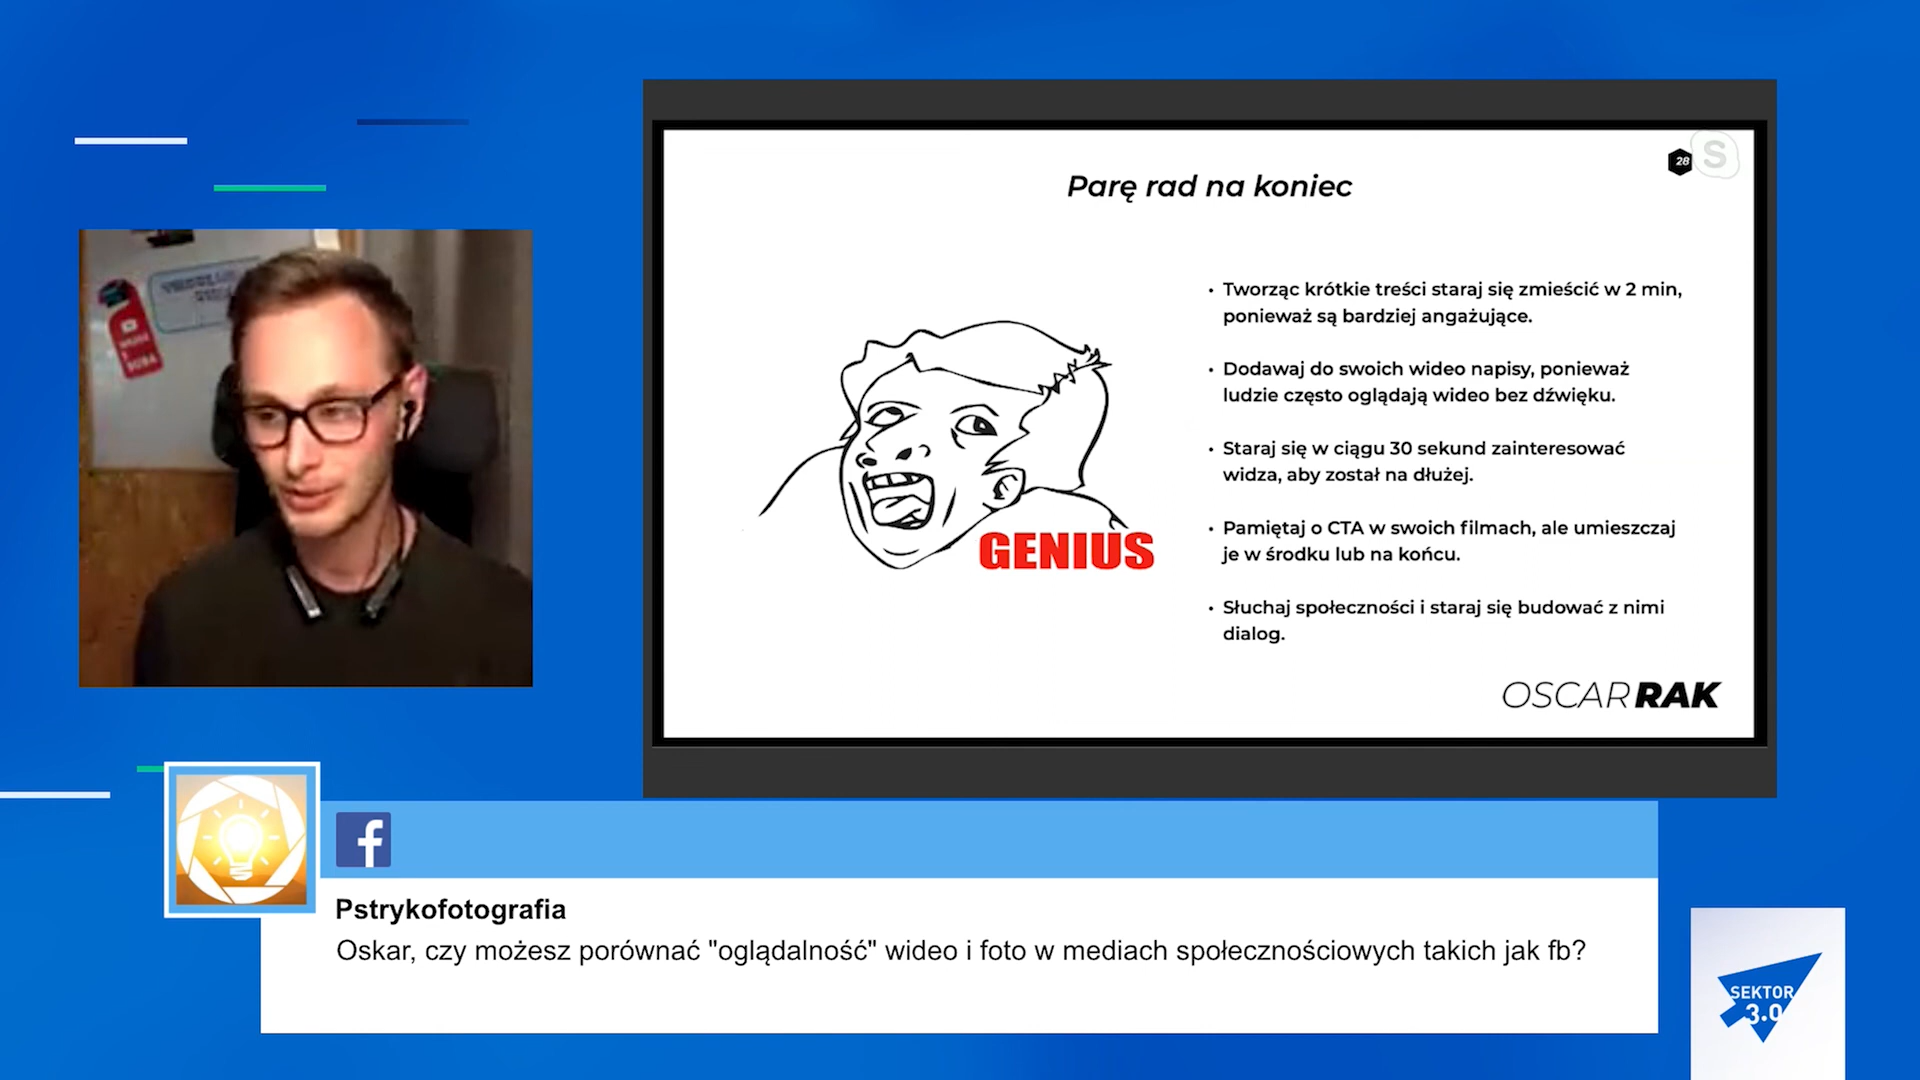 28
S
Parę rad na koniec
• Tworząc krótkie treści staraj się zmieścić w 2 min,
ponieważ są bardziej angażujące.
• Dodawaj do swoich wideo napisy, ponieważ
ludzie często oglądają wideo bez dźwięku.
• Staraj się w ciągu 30 sekund zainteresować
widza, aby został na dłużej.
• Pamiętaj o CTA w swoich filmach, ale umieszczaj
je w środku lub na końcu.
• Słuchaj społeczności i staraj się budować z nimi
dialog.
GENIUS
OSCAR RAK
f
Pstrykofotografia
Oskar, czy możesz porównać "oglądalność" wideo i foto w mediach społecznościowych takich jak fb?
SEKTOR
3.0